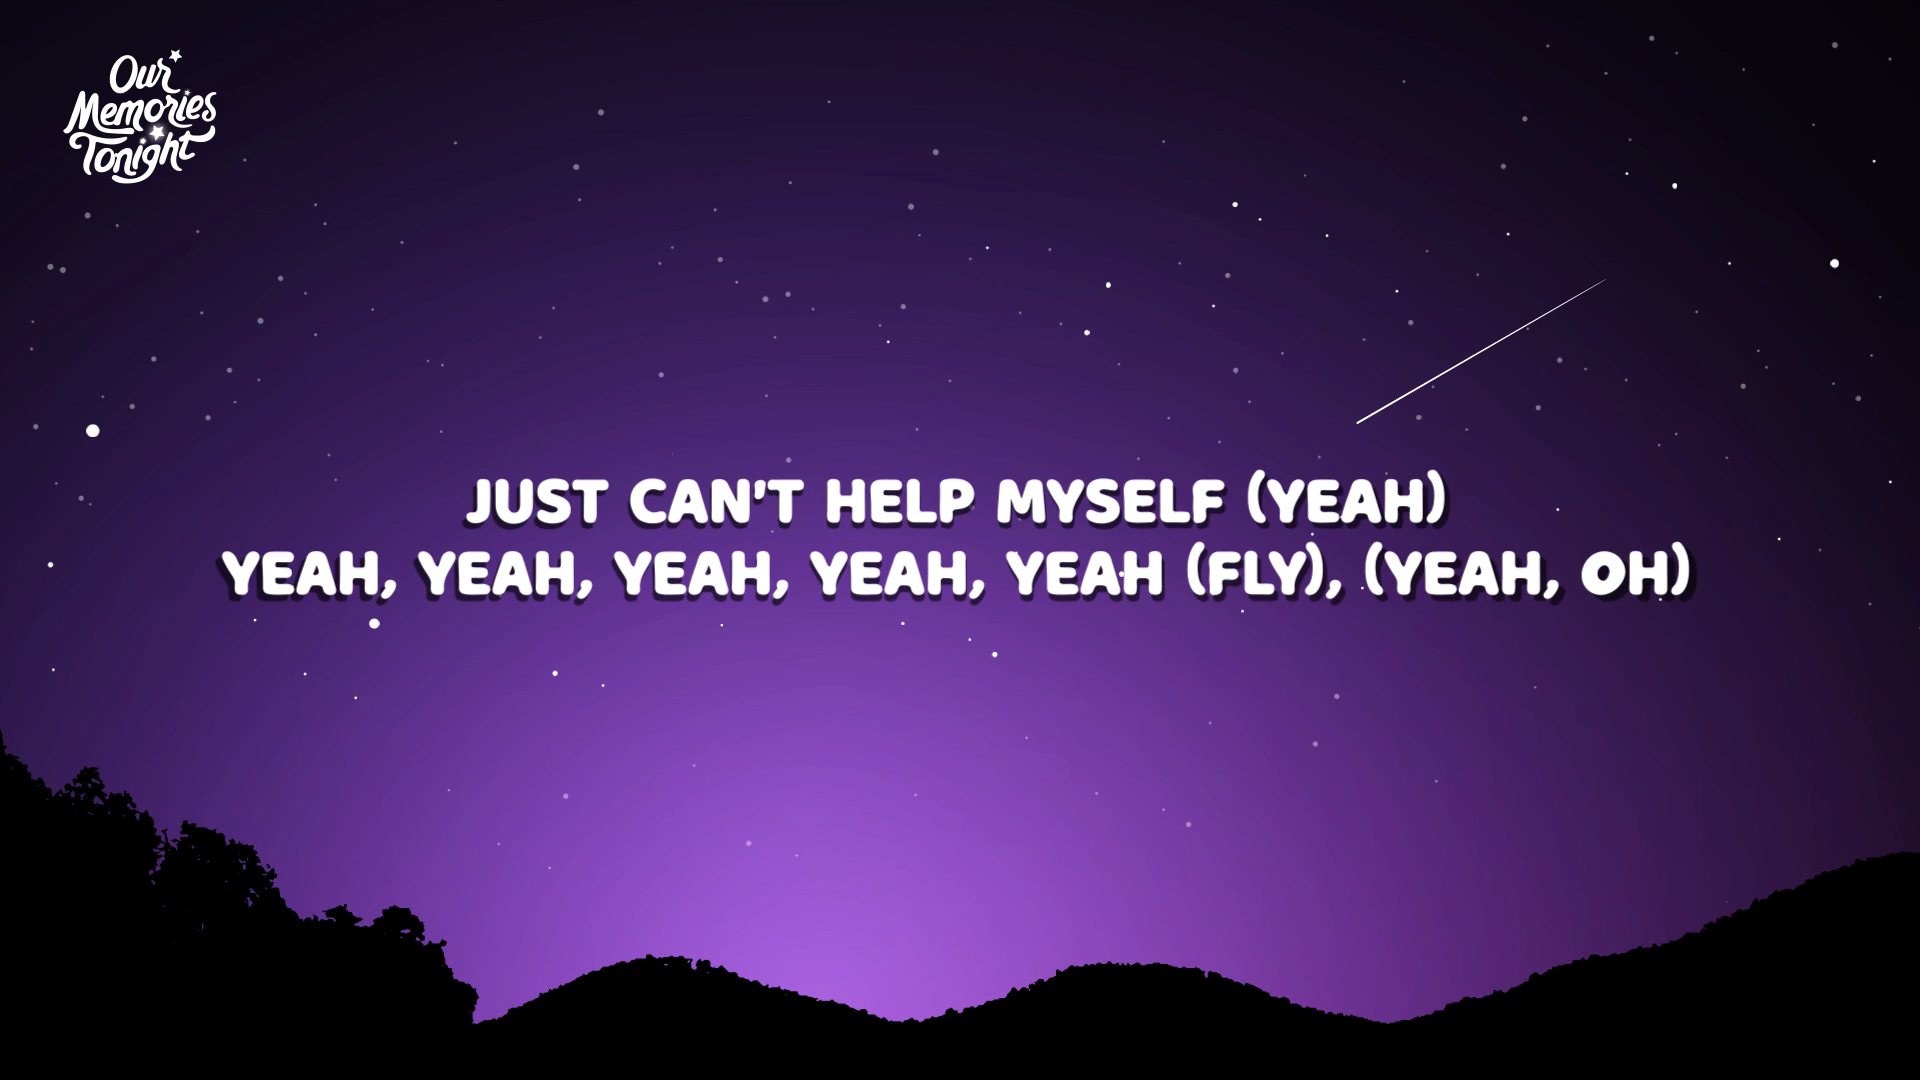 Our
Memories
Tonight
JUST CAN'T HELP MYSELF (YEAH)
YEAH, YEAH, YEAH, YEAH, YEAH (FLY), (YEAH, OH)